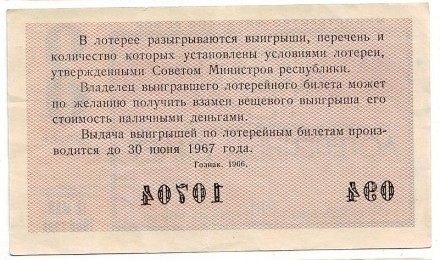 В лотерее разыгрываются выигрыши, перечень и
количество которых установлены условиями лотереи,
утвержденными Советом Министров республики.
Владелец выигравшего лотерейного билета может
по желанию получить взамен вещевого выигрыша его
стоимость наличными деньгами.
Выдача выигрышей по лотерейным билетам произ-
водится до 30 июня 1967 года.
Гознак. 1966.
10704 094